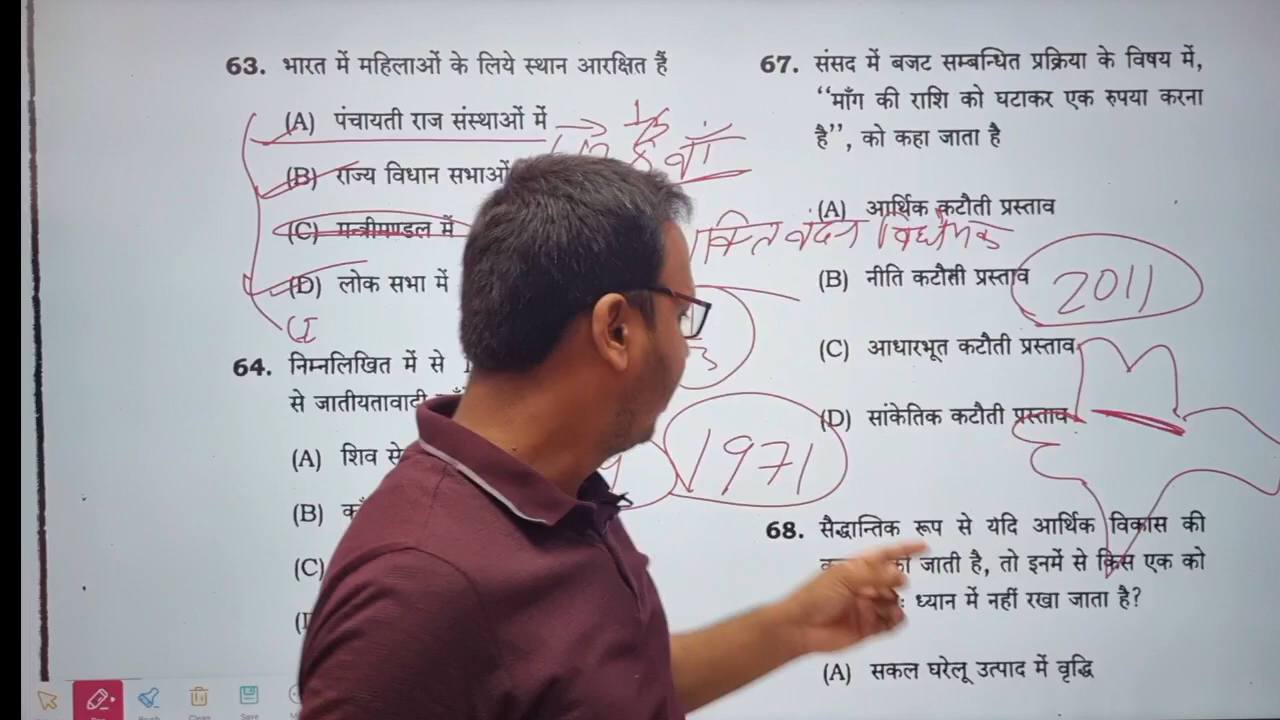 63. भारत में महिलाओं के लिये स्थान आरक्षित हैं
(A) पंचायती राज संस्थाओं में
(B) राज्य विधान सभाओं
(C) मन्त्रीमण्डल में
(D) लोक सभा में
64. निम्नलिखित में से
से जातीयतावादी
(A) शिव से
(B)
(C)
67. संसद में बजट सम्बन्धित प्रक्रिया के विषय में,
“माँग की राशि को घटाकर एक रुपया करना
है”, को कहा जाता है
(A) आर्थिक कटौती प्रस्ताव
वंदन विधेयक
(B) नीति कटौती प्रस्ताव
2011
(C) आधारभूत कटौती प्रस्ताव
(D) सांकेतिक कटौती प्रस्ताव
1971
68. सैद्धान्तिक रूप से यदि आर्थिक विकास की
जाती है, तो इनमें से किस एक को
ध्यान में नहीं रखा जाता है?
(A) सकल घरेलू उत्पाद में वृद्धि